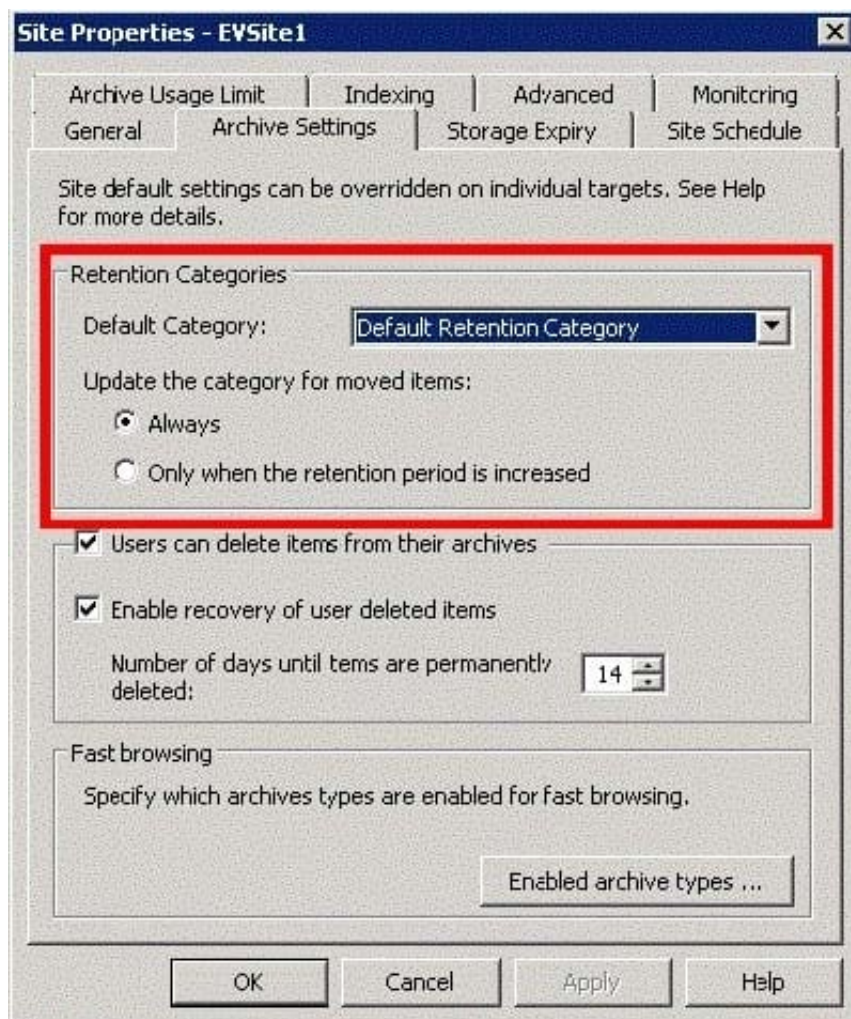 Site Properties - EVSite1
Archive Usage Limit Indexing Advanced Monitoring
General Archive Settings Storage Expiry Site Schedule
Site default settings can be overridden on individual targets. See Help
for more details.
Retention Categories
Default Category: Default Retention Category
Update the category for moved items:
Always
Only when the retention period is increased
Users can delete items from their archives
Enable recovery of user deleted items
Number of days until tems are permanently
deleted:
14
Fast browsing
Specify which archives types are enabled for fast browsing.
Enabled archive types ...
OK Cancel Apply Help